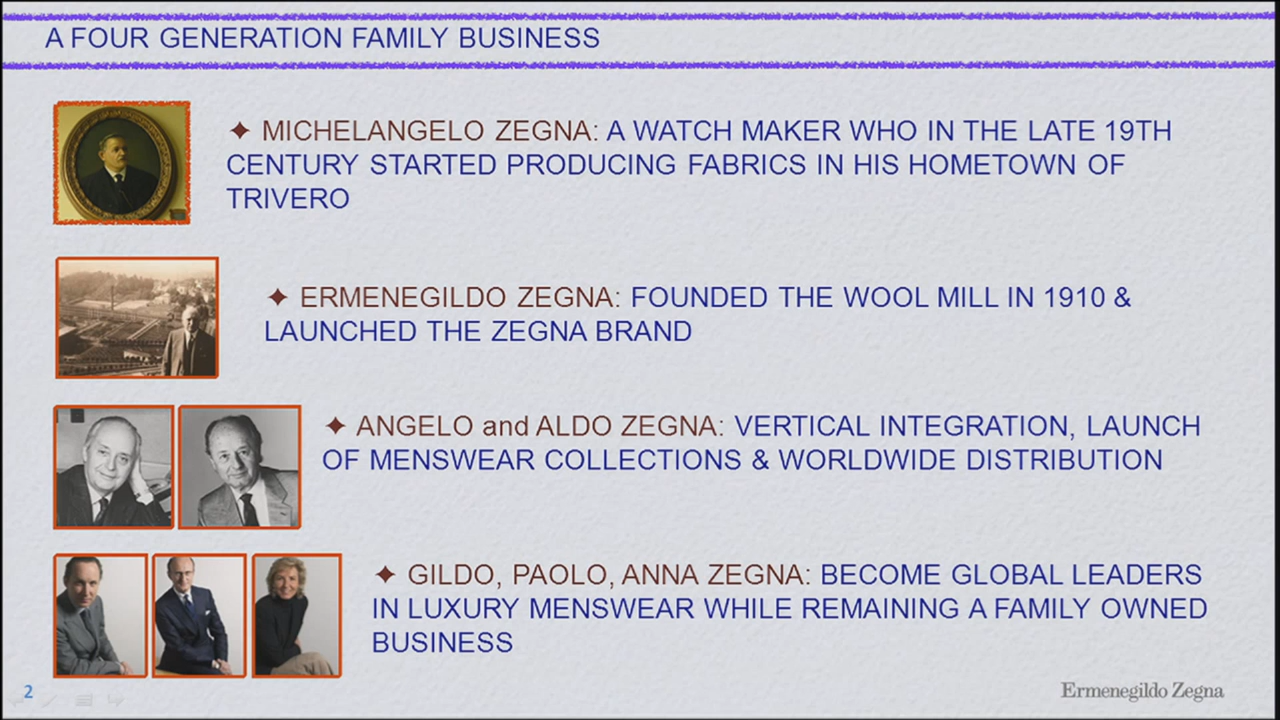 A FOUR GENERATION FAMILY BUSINESS
✦ MICHELANGELO ZEGNA: A WATCH MAKER WHO IN THE LATE 19TH
CENTURY STARTED PRODUCING FABRICS IN HIS HOMETOWN OF
TRIVERO
✦ ERMENEGILDO ZEGNA: FOUNDED THE WOOL MILL IN 1910 &
LAUNCHED THE ZEGNA BRAND
✦ ANGELO and ALDO ZEGNA: VERTICAL INTEGRATION, LAUNCH
OF MENSWEAR COLLECTIONS & WORLDWIDE DISTRIBUTION
✦ GILDO, PAOLO, ANNA ZEGNA: BECOME GLOBAL LEADERS
IN LUXURY MENSWEAR WHILE REMAINING A FAMILY OWNED
BUSINESS
2
Ermenegildo Zegna